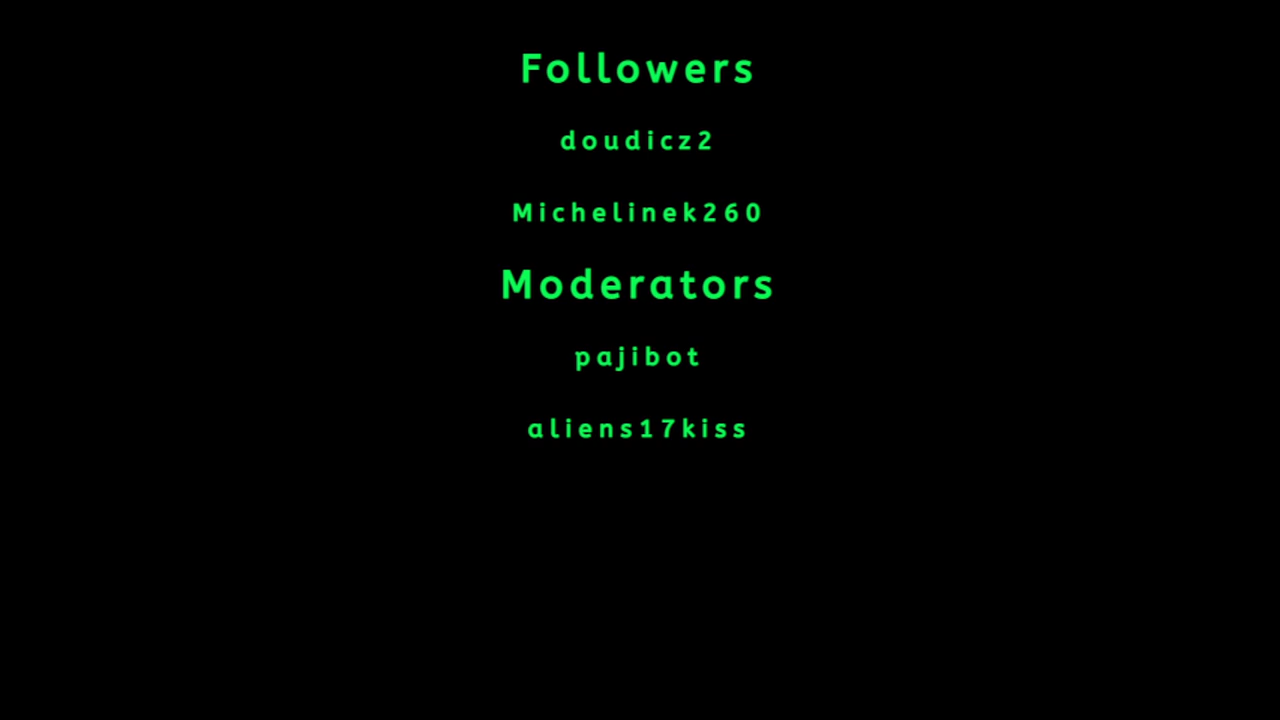 Followers
doudicz2
Michelinek260
Moderators
pajibot
aliens17kiss